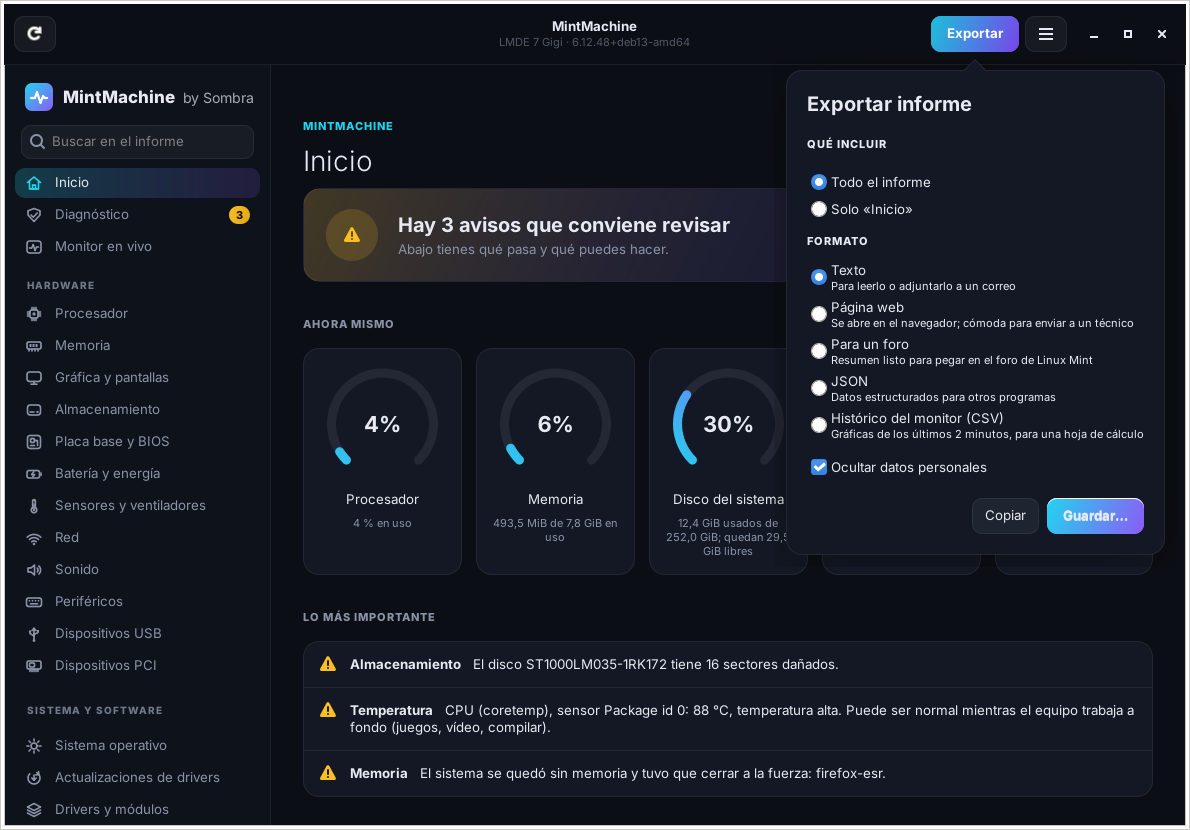 MintMachine
LMDE 7 Gigi · 6.12.48+deb13-amd64
Exportar
MintMachine by Sombra
Buscar en el informe
Inicio
Diagnóstico
3
Monitor en vivo
HARDWARE
Procesador
Memoria
Gráfica y pantallas
Almacenamiento
Placa base y BIOS
Batería y energía
Sensores y ventiladores
Red
Sonido
Periféricos
Dispositivos USB
Dispositivos PCI
SISTEMA Y SOFTWARE
Sistema operativo
Actualizaciones de drivers
Drivers y módulos
MINTMACHINE
Inicio
Hay 3 avisos que conviene revisar
Abajo tienes qué pasa y qué puedes hacer.
AHORA MISMO
4%
Procesador
4 % en uso
6%
Memoria
493,5 MiB de 7,8 GiB en
uso
30%
Disco del sistema
12,4 GiB usados de
252,0 GiB; quedan 29,5
GiB libres
LO MÁS IMPORTANTE
Almacenamiento El disco ST1000LM035-1RK172 tiene 16 sectores dañados.
Temperatura CPU (coretemp), sensor Package id 0: 88 °C, temperatura alta. Puede ser normal mientras el equipo trabaja a
fondo (juegos, vídeo, compilar).
Memoria El sistema se quedó sin memoria y tuvo que cerrar a la fuerza: firefox-esr.
Exportar informe
QUÉ INCLUIR
Todo el informe
Solo «Inicio»
FORMATO
Texto
Para leerlo o adjuntarlo a un correo
Página web
Se abre en el navegador; cómoda para enviar a un técnico
Para un foro
Resumen listo para pegar en el foro de Linux Mint
JSON
Datos estructurados para otros programas
Histórico del monitor (CSV)
Gráficas de los últimos 2 minutos, para una hoja de cálculo
Ocultar datos personales
Copiar
Guardar…